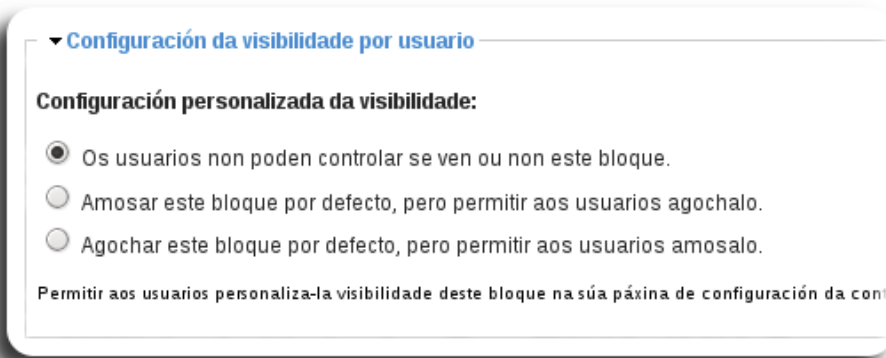 Configuración da visibilidade por usuario
Configuración personalizada da visibilidade:
Os usuarios non poden controlar se ven ou non este bloque.
Amosar este bloque por defecto, pero permitir aos usuarios agochalo.
Agochar este bloque por defecto, pero permitir aos usuarios amosalo.
Permitir aos usuarios personaliza-la visibilidade deste bloque na súa páxina de configuración da